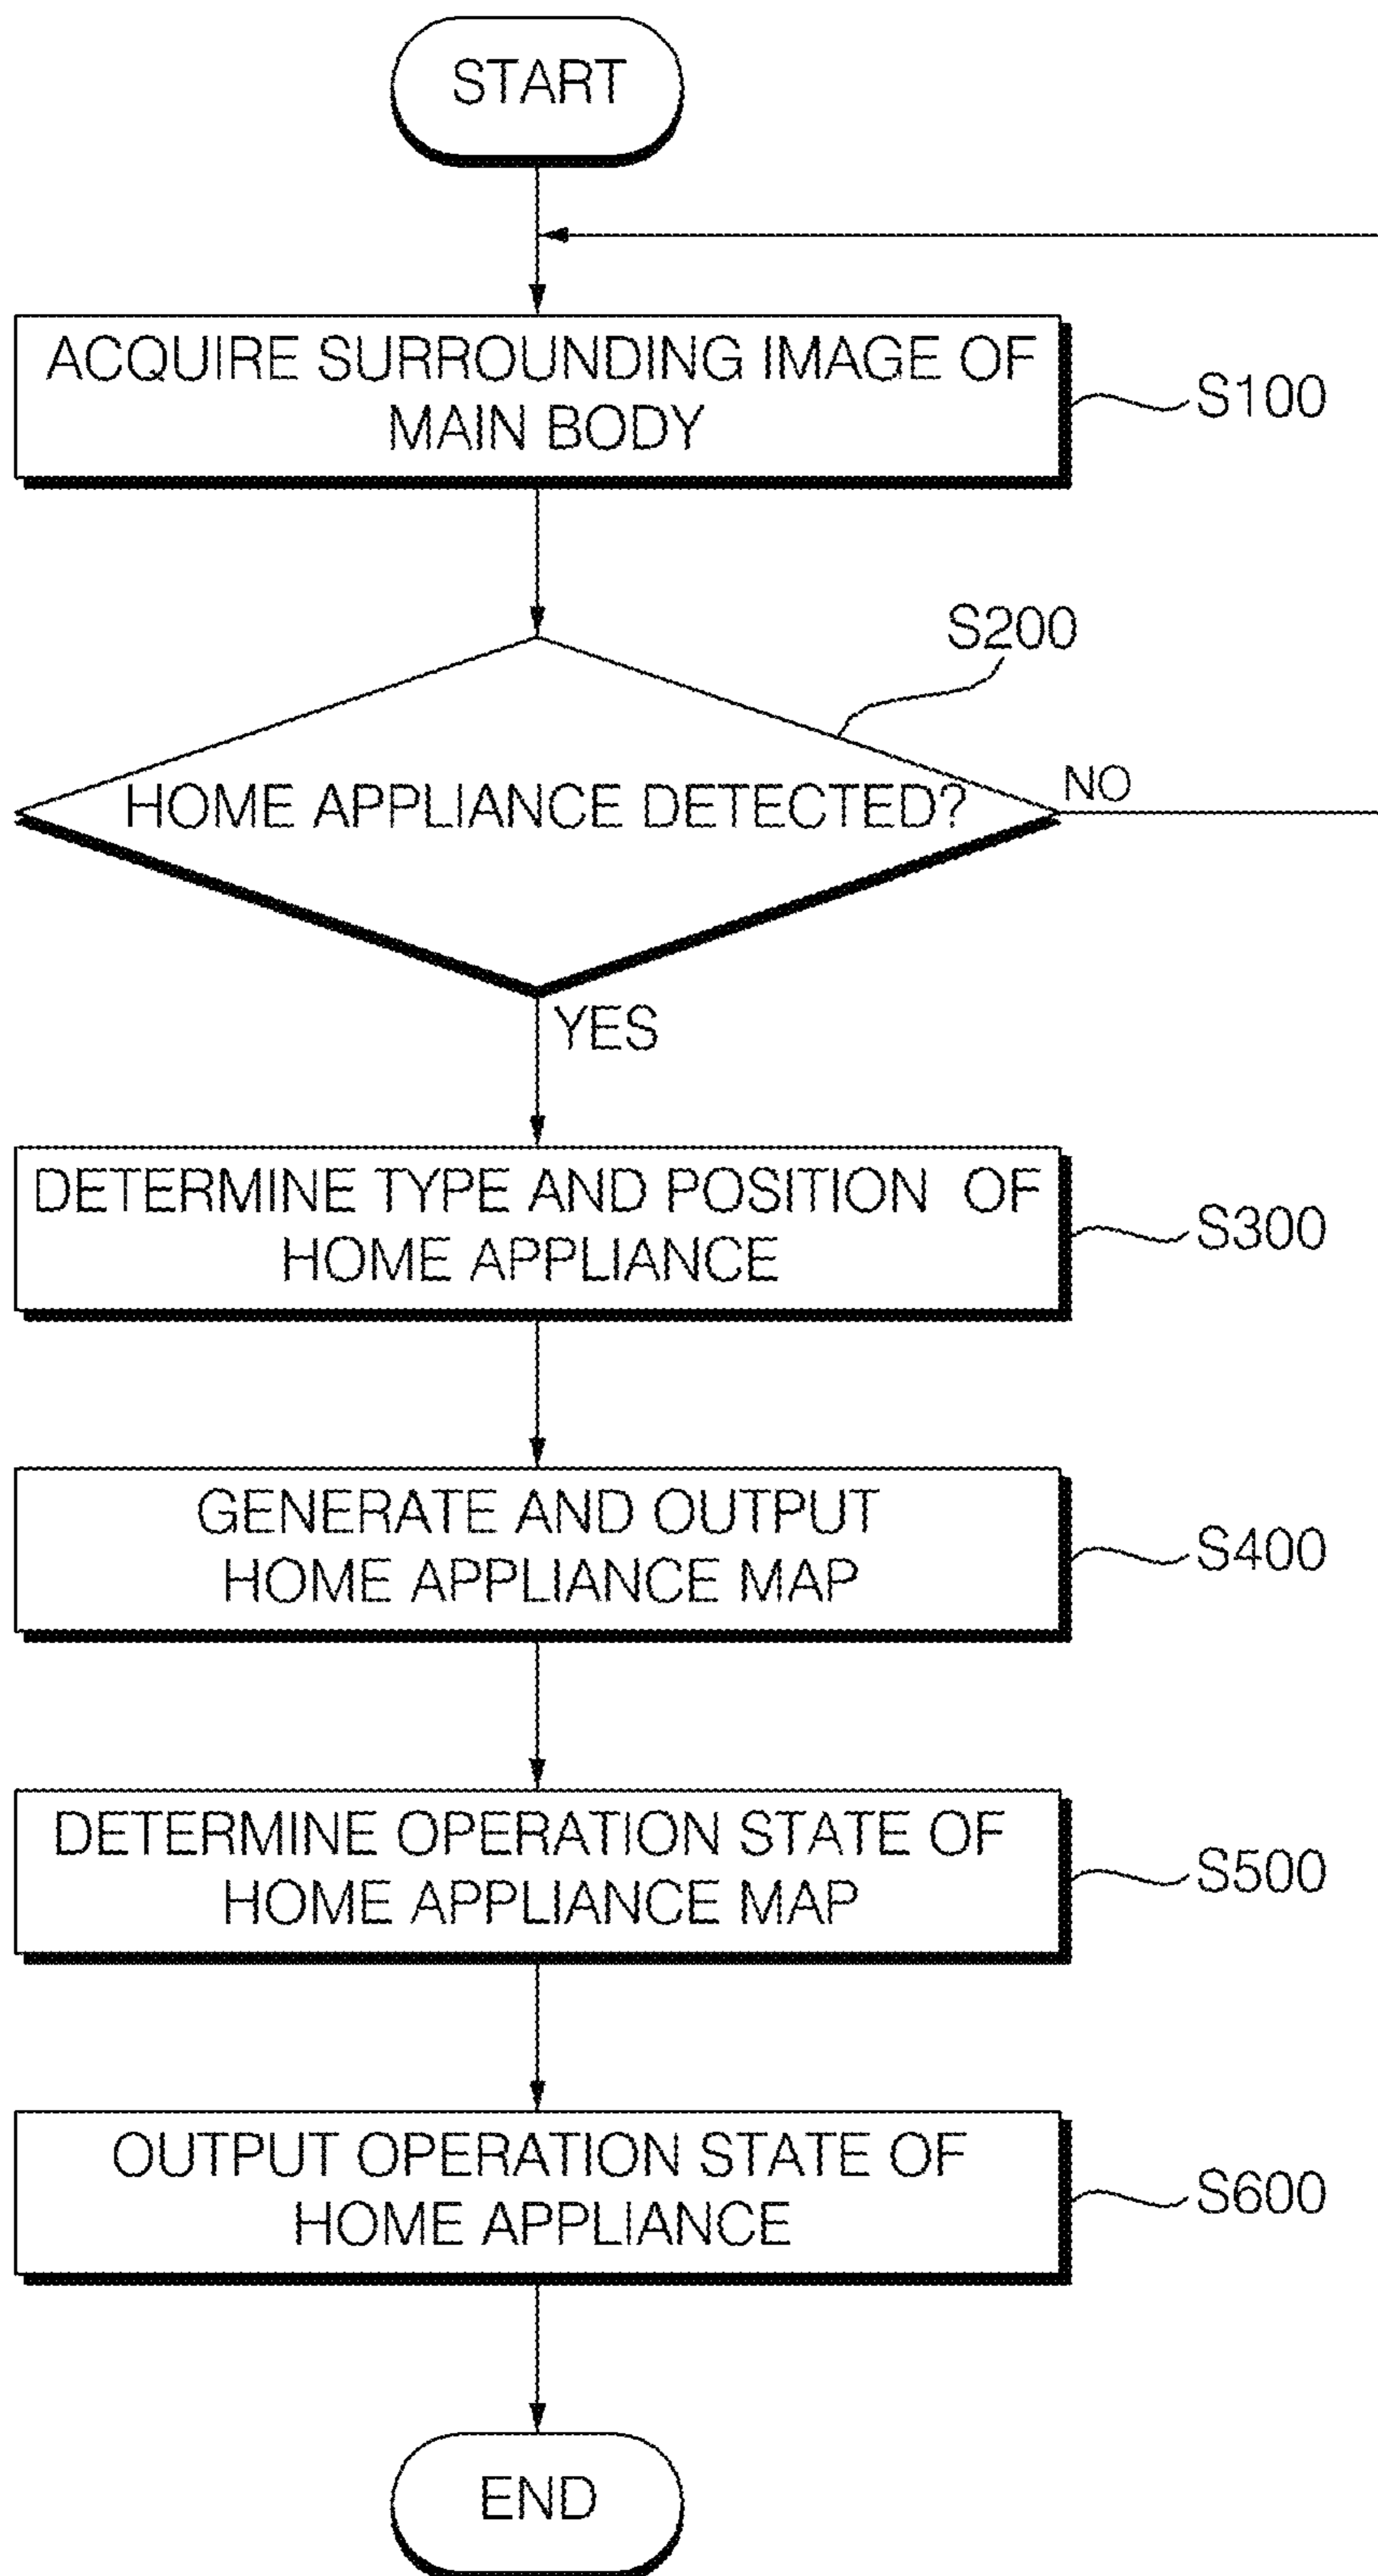 START
ACQUIRE SURROUNDING IMAGE OF
MAIN BODY
S100
S200
HOME APPLIANCE DETECTED?
NO
YES
DETERMINE TYPE AND POSITION OF
HOME APPLIANCE
S300
GENERATE AND OUTPUT
HOME APPLIANCE MAP
S400
DETERMINE OPERATION STATE OF
HOME APPLIANCE MAP
S500
OUTPUT OPERATION STATE OF
HOME APPLIANCE
S600
END